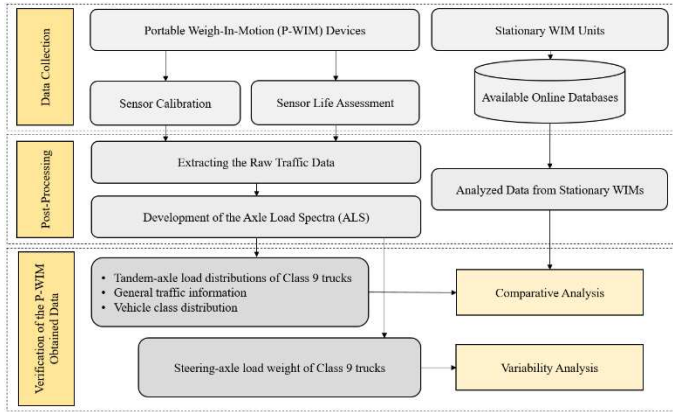 Data Collection
Portable Weigh-In-Motion (P-WIM) Devices
Stationary WIM Units
Sensor Calibration
Sensor Life Assessment
Available Online Databases
Post-Processing
Extracting the Raw Traffic Data
Analyzed Data from Stationary WIMs
Development of the Axle Load Spectra (ALS)
Verification of the P-WIM
Obtained Data
• Tandem-axle load distributions of Class 9 trucks
• General traffic information
• Vehicle class distribution
Comparative Analysis
Steering-axle load weight of Class 9 trucks
Variability Analysis